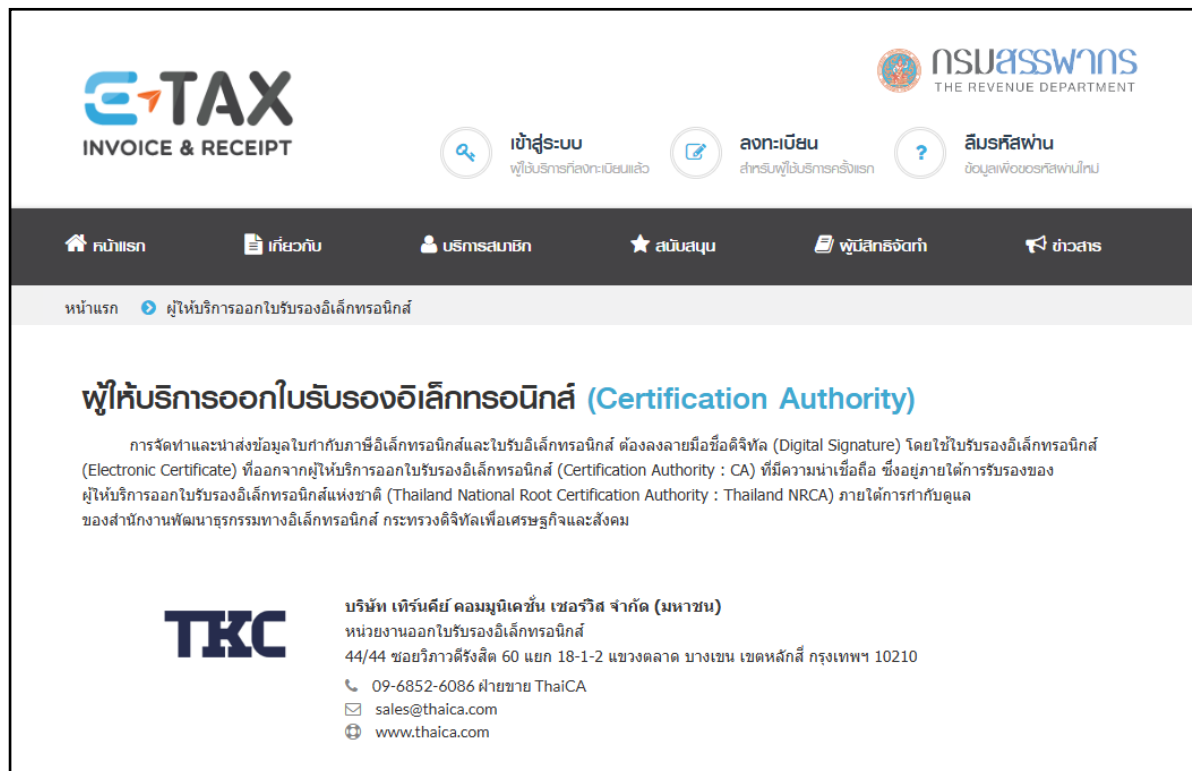 E-TAX
INVOICE & RECEIPT
กรมสรรพากร
THE REVENUE DEPARTMENT
เข้าสู่ระบบ
ผู้ใช้บริการที่ลงทะเบียนแล้ว
ลงทะเบียน
สำหรับผู้ใช้บริการครั้งแรก
?
ลืมรหัสผ่าน
ข้อมูลเพื่อขอรหัสผ่านใหม่
หน้าแรก เกี่ยวกับ บริการสมาชิก สนับสนุน ผู้มีสิทธิจัดทำ ข่าวสาร
หน้าแรก ผู้ให้บริการออกใบรับรองอิเล็กทรอนิกส์
ผู้ให้บริการออกใบรับรองอิเล็กทรอนิกส์ (Certification Authority)
การจัดทำและนำส่งข้อมูลใบกำกับภาษีอิเล็กทรอนิกส์และใบรับอิเล็กทรอนิกส์ ต้องลงลายมือชื่อดิจิทัล (Digital Signature) โดยใช้ใบรับรองอิเล็กทรอนิกส์
(Electronic Certificate) ที่ออกจากผู้ให้บริการออกใบรับรองอิเล็กทรอนิกส์ (Certification Authority : CA) ที่มีความน่าเชื่อถือ ซึ่งอยู่ภายใต้การรับรองของ
ผู้ให้บริการออกใบรับรองอิเล็กทรอนิกส์แห่งชาติ (Thailand National Root Certification Authority : Thailand NRCA) ภายใต้การกำกับดูแล
ของสำนักงานพัฒนาธุรกรรมทางอิเล็กทรอนิกส์ กระทรวงดิจิทัลเพื่อเศรษฐกิจและสังคม
TKC
บริษัท เทิร์นคีย์ คอมมูนิเคชั่น เซอร์วิส จำกัด (มหาชน)
หน่วยงานออกใบรับรองอิเล็กทรอนิกส์
44/44 ซอยวิภาวดีรังสิต 60 แยก 18-1-2 แขวงตลาด บางเขน เขตหลักสี่ กรุงเทพฯ 10210
09-6852-6086 ฝ่ายขาย ThaiCA
sales@thaica.com
www.thaica.com